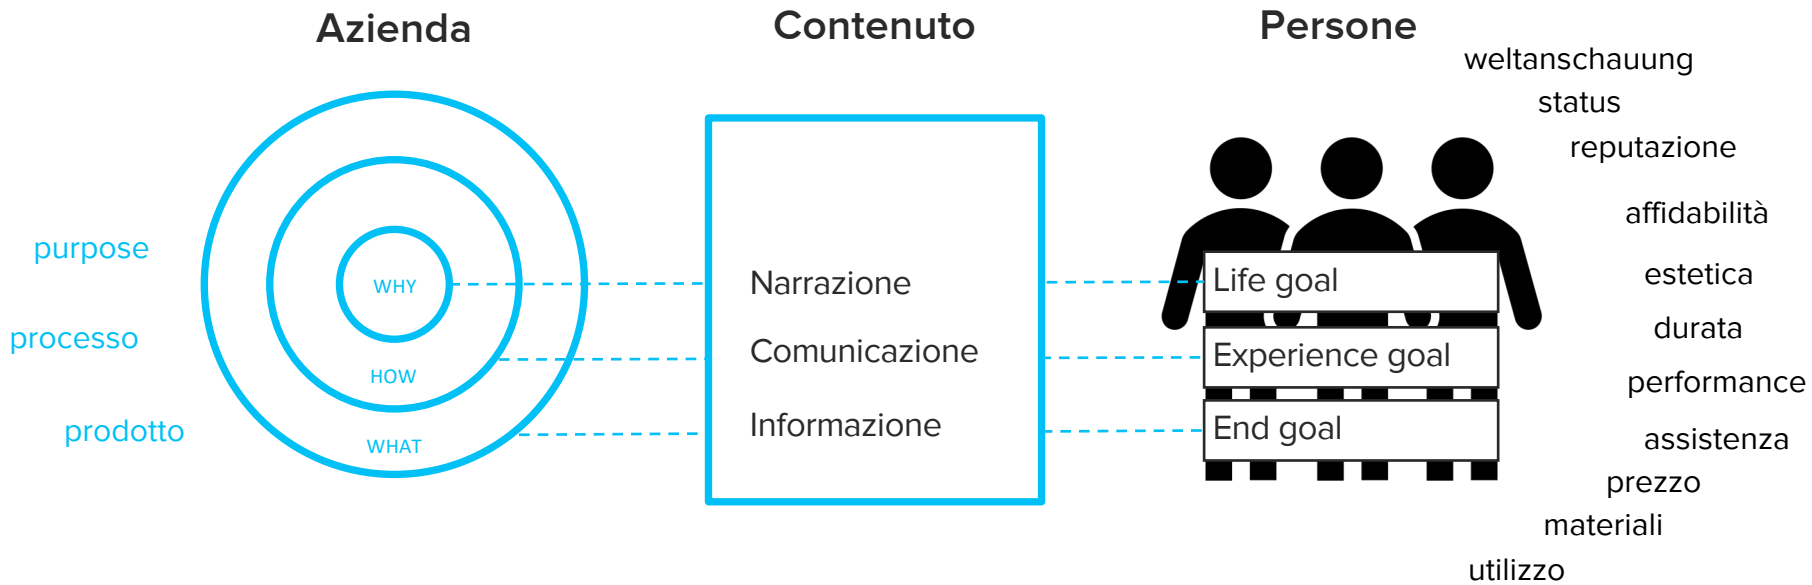 Azienda
Contenuto
Persone
purpose
processo
prodotto
WHY
HOW
WHAT
Narrazione
Comunicazione
Informazione
Life goal
Experience goal
End goal
weltanschauung
status
reputazione
affidabilità
estetica
durata
performance
assistenza
prezzo
materiali
utilizzo